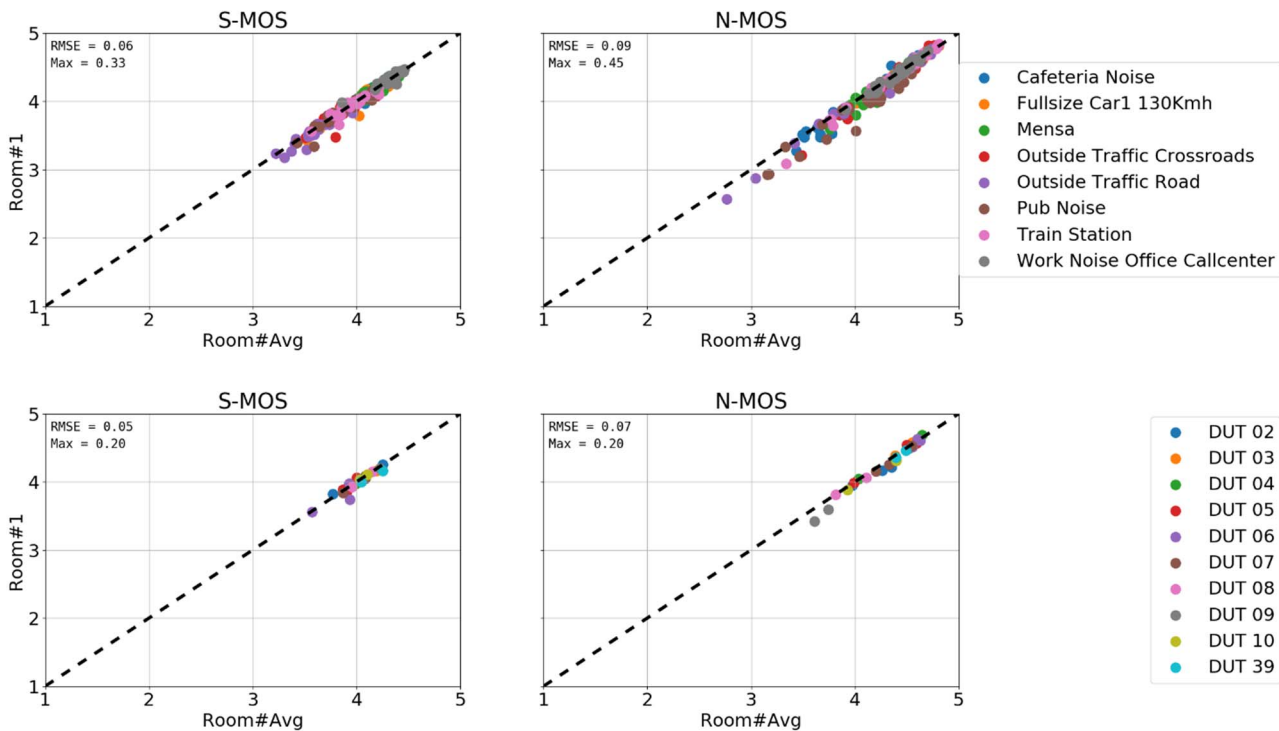 S-MOS
RMSE = 0.06
Max = 0.33
5
4
3
2
1
Room#1
1 2 3 4 5
Room#Avg
N-MOS
RMSE = 0.09
Max = 0.45
1 2 3 4 5
Room#Avg
Cafeteria Noise
Fullsize Car1 130Kmh
Mensa
Outside Traffic Crossroads
Outside Traffic Road
Pub Noise
Train Station
Work Noise Office Callcenter
S-MOS
RMSE = 0.05
Max = 0.20
5
4
3
2
1
Room#1
1 2 3 4 5
Room#Avg
N-MOS
RMSE = 0.07
Max = 0.20
1 2 3 4 5
Room#Avg
DUT 02
DUT 03
DUT 04
DUT 05
DUT 06
DUT 07
DUT 08
DUT 09
DUT 10
DUT 39